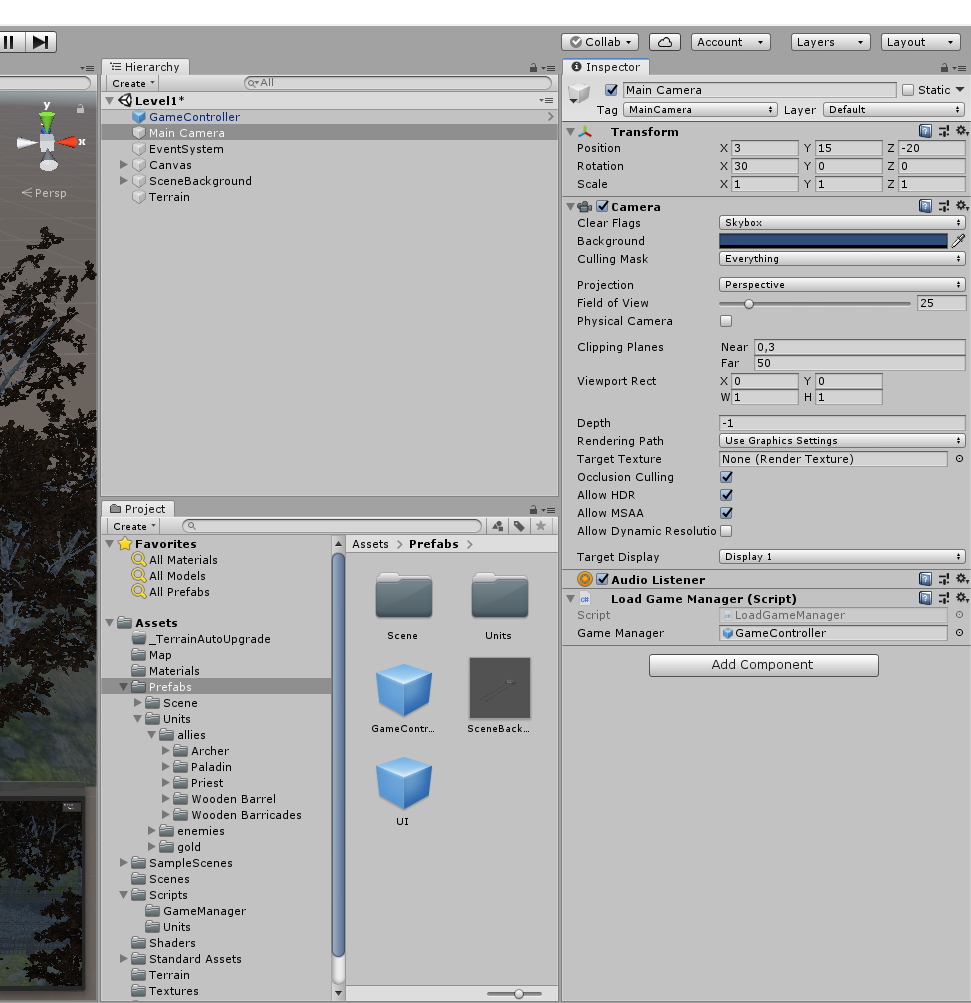 Collab
Account
Layers
Layout
Hierarchy
Create
All
Level1*
GameController
Main Camera
EventSystem
Canvas
SceneBackground
Terrain
y
x
Persp
Inspector
Main Camera
Static
Tag MainCamera Layer Default
Transform
Position X 3 Y 15 Z -20
Rotation X 30 Y 0 Z 0
Scale X 1 Y 1 Z 1
Camera
Clear Flags Skybox
Background
Culling Mask Everything
Projection Perspective
Field of View 25
Physical Camera
Clipping Planes Near 0,3
Far 50
Viewport Rect X 0 Y 0
W 1 H 1
Depth -1
Rendering Path Use Graphics Settings
Target Texture None (Render Texture)
Occlusion Culling
Allow HDR
Allow MSAA
Allow Dynamic Resolutio
Target Display Display 1
Audio Listener
Load Game Manager (Script)
Script LoadGameManager
Game Manager GameController
Add Component
Project
Create
Favorites
All Materials
All Models
All Prefabs
Assets
_TerrainAutoUpgrade
Map
Materials
Prefabs
Scene
Units
allies
Archer
Paladin
Priest
Wooden Barrel
Wooden Barricades
enemies
gold
SampleScenes
Scenes
Scripts
GameManager
Units
Shaders
Standard Assets
Terrain
Textures
Assets > Prefabs >
Scene
Units
GameContr...
SceneBack...
UI